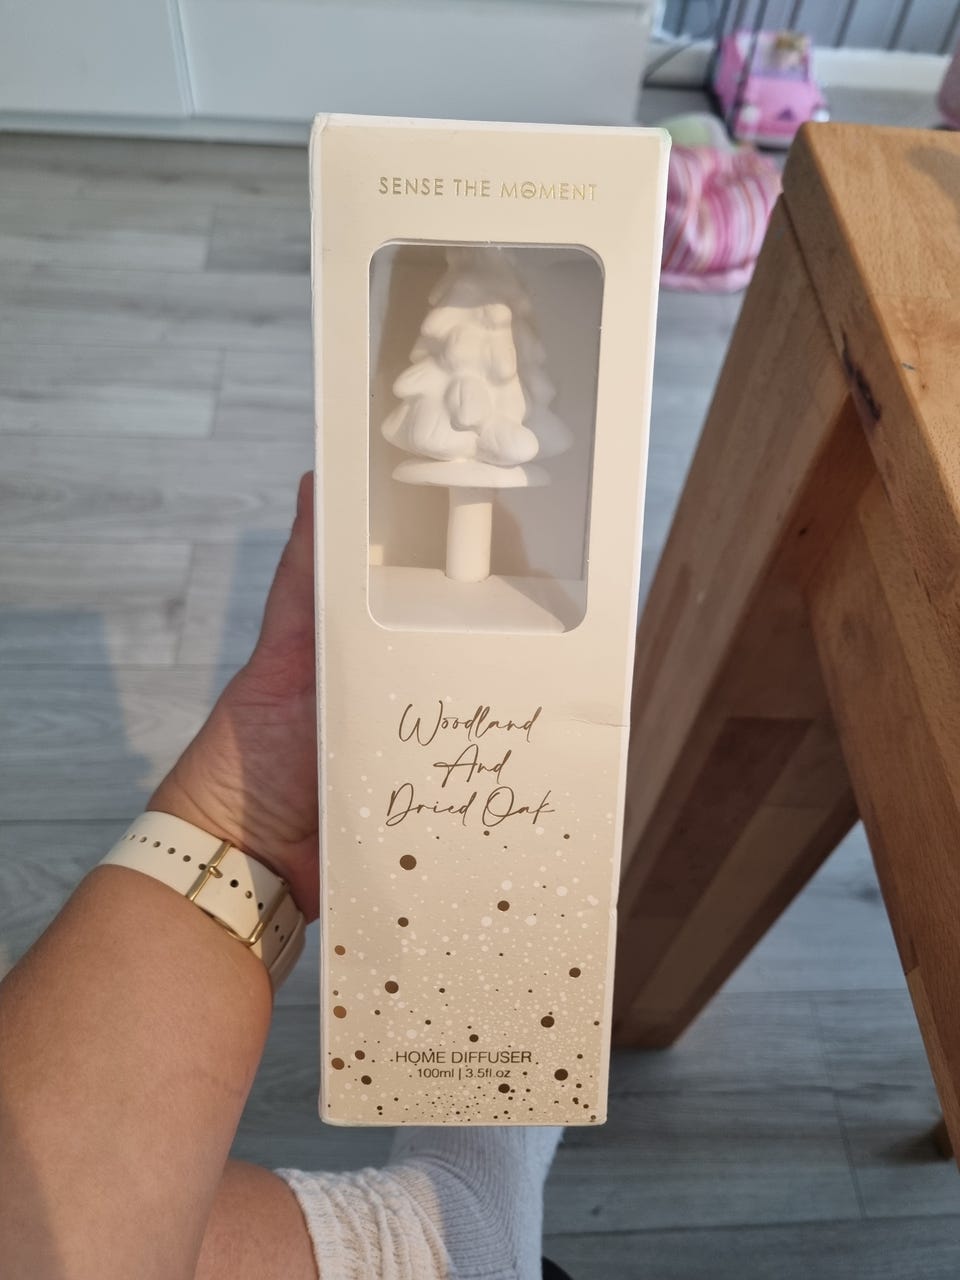 SENSE THE MOMENT
Woodland
And
Dried Oak
HOME DIFFUSER
100ml | 3.5fl.oz